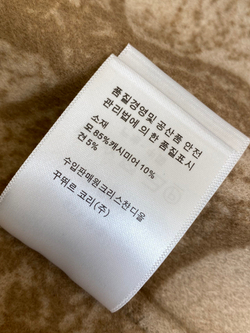 품질경영및 공산품 안전
관리법에 의한 품질표시
소재
모 85%캐시미어 10%
견 5%
수입판매원크리스챤디올
꾸뛰르 코리(주)